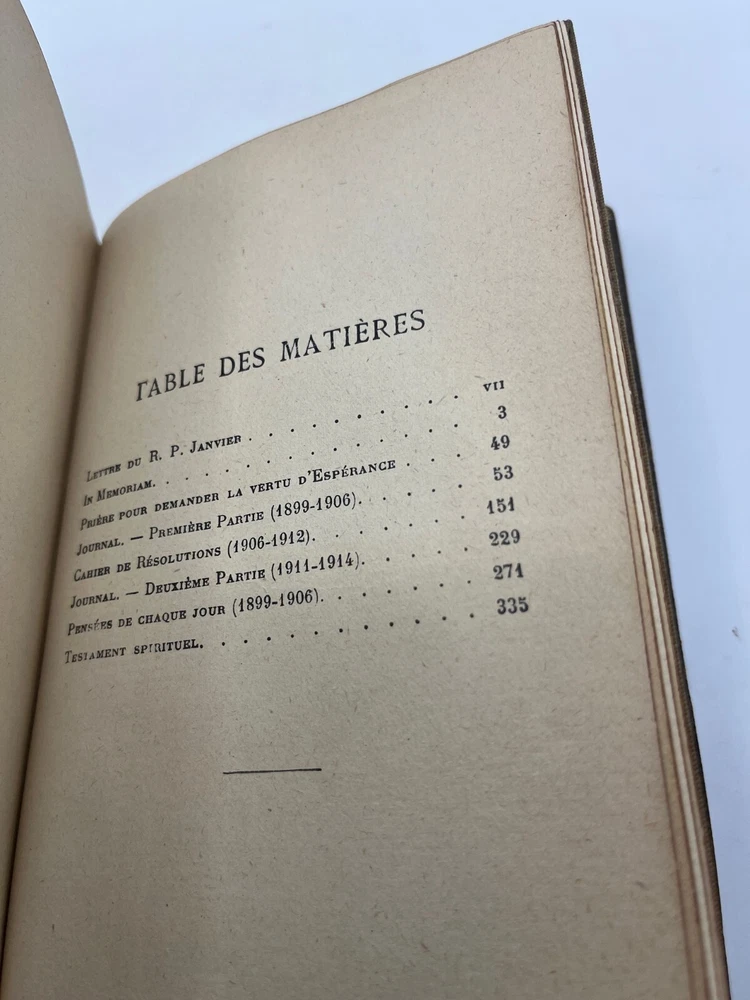 TABLE DES MATIÈRES
LETTRE DU R. P. JANVIER . . . . . . . . . . . VII
IN MEMORIAM. . . . . . . . . . . . . . . 3
PRIÈRE POUR DEMANDER LA VERTU D'ESPÉRANCE . . . . 49
JOURNAL. — PREMIÈRE PARTIE (1899-1906). . . . . . 53
CAHIER DE RÉSOLUTIONS (1906-1912). . . . . . . . 151
JOURNAL. — DEUXIÈME PARTIE (1911-1914). . . . . . 229
PENSÉES DE CHAQUE JOUR (1899-1906). . . . . . . 271
TESTAMENT SPIRITUEL. . . . . . . . . . . . 335